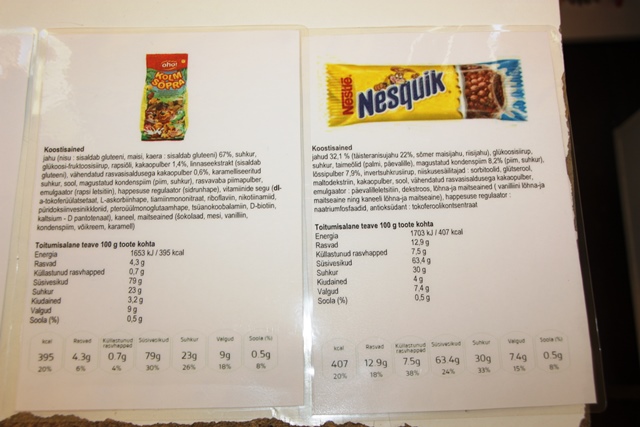 oho!
KOLM
SÕPRA
Koostisained
jahu (nisu : sisaldab gluteeni, maisi, kaera : sisaldab gluteeni) 67%, suhkur,
glükoosi-fruktoosisiirup, rapsiõli, kakaopulber 1,4%, linnaseekstrakt (sisaldab
gluteeni), vähendatud rasvasisaldusega kakaopulber 0,6%, karamelliseeritud
suhkur, sool, magustatud kondenspiim (piim, suhkur), rasvavaba piimapulber,
emulgaator (rapsi letsitiin), happesuse regulaator (sidrunhape), vitamiinide segu (dl-
a-tokoferüülatsetaat, L-askorbiinhape, tiamiinmononitraat, riboflaviin, nikotiinamiid,
püridoksiinvesinikkloriid, pteroüülmonoglutaamhape, tsüanokoobalamiin, D-biotiin,
kaltsium - D pantotenaat), kaneel, maitseained (šokolaad, mesi, vanilliin,
kondenspiim, võikreem, karamell)
Toitumisalane teave 100 g toote kohta
Energia 1653 kJ / 395 kcal
Rasvad 4,3 g
Küllastunud rasvhapped 0,7 g
Süsivesikud 79 g
Suhkur 23 g
Kiudained 3,2 g
Valgud 9 g
Soola (%) 0,5 g
kcal Rasvad Küllastunud rasvhapped Süsivesikud Suhkur Valgud Soola (%)
395 4.3g 0.7g 79g 23g 9g 0.5g
20% 6% 4% 30% 26% 18% 8%
Nestlé
Nesquik
Koostisained
jahud 32,1 % (täisteranisujahu 22%, sõmer maisijahu, riisijahu), glükoosisiirup,
suhkur, taimeõlid (palmi, päevalille), magustatud kondenspiim 8,2% (piim, suhkur),
lõssipulber 7,9%, invertsuhkrusiirup, niiskusesäilitajad : sorbitoolid, glütserool,
maltodekstriin, kakaopulber, sool, vähendatud rasvasisaldusega kakaopulber,
emulgaator : päevalilleletsitiin, dekstroos, lõhna-ja maitseained ( vanilliini lõhna-ja
maitseaine ning kaneeli lõhna-ja maitseaine), happesuse regulaator :
naatriumfosfaadid, antioksüdant : tokoferoolikontsentraat
Toitumisalane teave 100 g toote kohta
Energia 1703 kJ / 407 kcal
Rasvad 12,9 g
Küllastunud rasvhapped 7,5 g
Süsivesikud 63,4 g
Suhkur 30 g
Kiudained 4 g
Valgud 7,4 g
Soola (%) 0,5 g
kcal Rasvad Küllastunud rasvhapped Süsivesikud Suhkur Valgud Soola (%)
407 12.9g 7.5g 63.4g 30g 7.4g 0.5g
20% 18% 38% 24% 33% 15% 8%